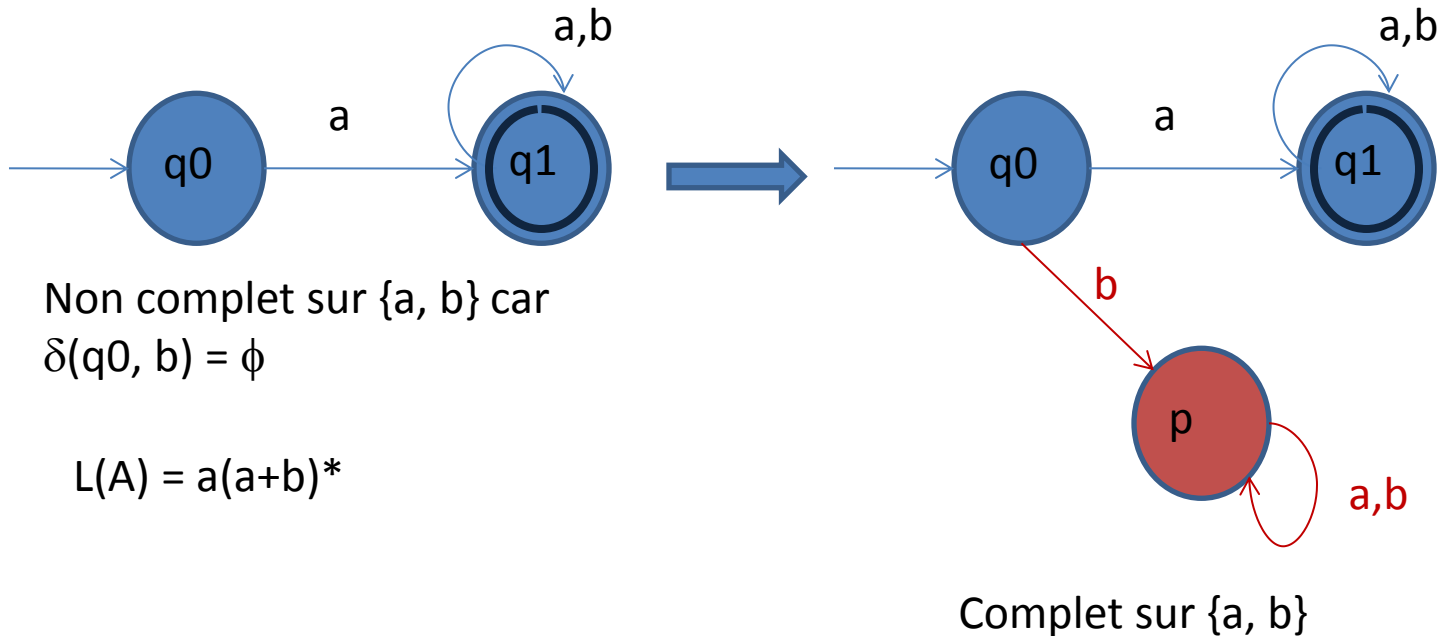 a,b
a,b
a
a
q0
q1
q0
q1
Non complet sur {a, b} car
δ(q0, b) = ϕ
b
p
L(A) = a(a+b)*
a,b
Complet sur {a, b}